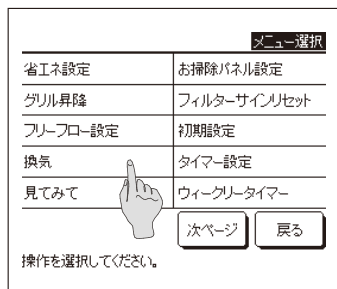 メニュー選択
省エネ設定 お掃除パネル設定
グリル昇降 フィルターサインリセット
フリーフロー設定 初期設定
換気 タイマー設定
見てみて ウィークリータイマー
次ページ 戻る
操作を選択してください。